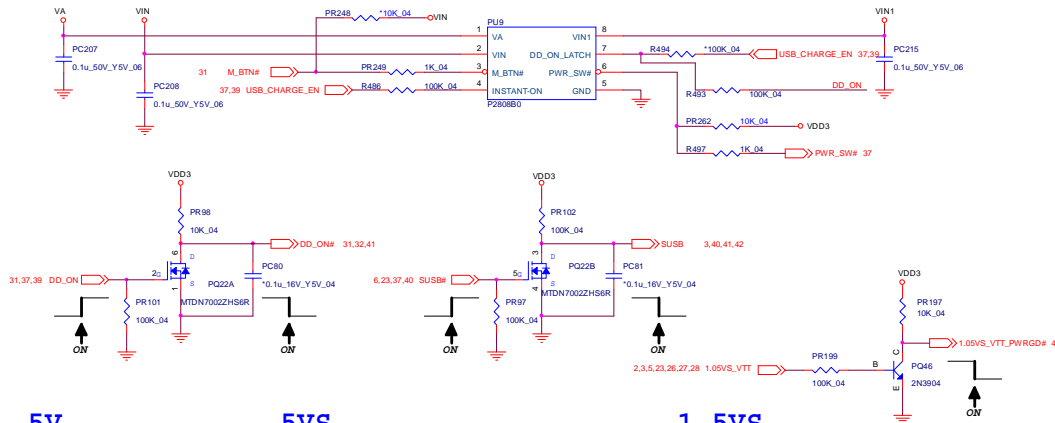 VA
VIN
PR248
*10K_04
VIN
PU9
VIN1
1
VA
VIN1
8
2
VIN
DD_ON_LATCH
7
R494
*100K_04
USB_CHARGE_EN 37,39
31 M_BTN#
PR249
1K_04
3
M_BTN#
PWR_SW#
6
37,39 USB_CHARGE_EN
R486
100K_04
4
INSTANT-ON
GND
5
P2808B0
R493
100K_04
DD_ON
PC207
0.1u_50V_Y5V_06
PC208
0.1u_50V_Y5V_06
PC215
0.1u_50V_Y5V_06
PR262
10K_04
VDD3
R497
1K_04
PWR_SW# 37
VDD3
PR98
10K_04
DD_ON# 31,32,41
31,37,39 DD_ON
6
D
2
G
S
1
PQ22A
MTDN7002ZHS6R
PC80
*0.1u_16V_Y5V_04
PR101
100K_04
ON
ON
VDD3
PR102
100K_04
SUSB 3,40,41,42
6,23,37,40 SUSB#
3
D
5
G
S
4
PQ22B
MTDN7002ZHS6R
PC81
*0.1u_16V_Y5V_04
PR97
100K_04
ON
ON
VDD3
PR197
10K_04
1.05VS_VTT_PWRGD# 4
2,3,5,23,26,27,28 1.05VS_VTT
PR199
100K_04
B
C
E
PQ46
2N3904
ON
5V
5VS
1.5VS